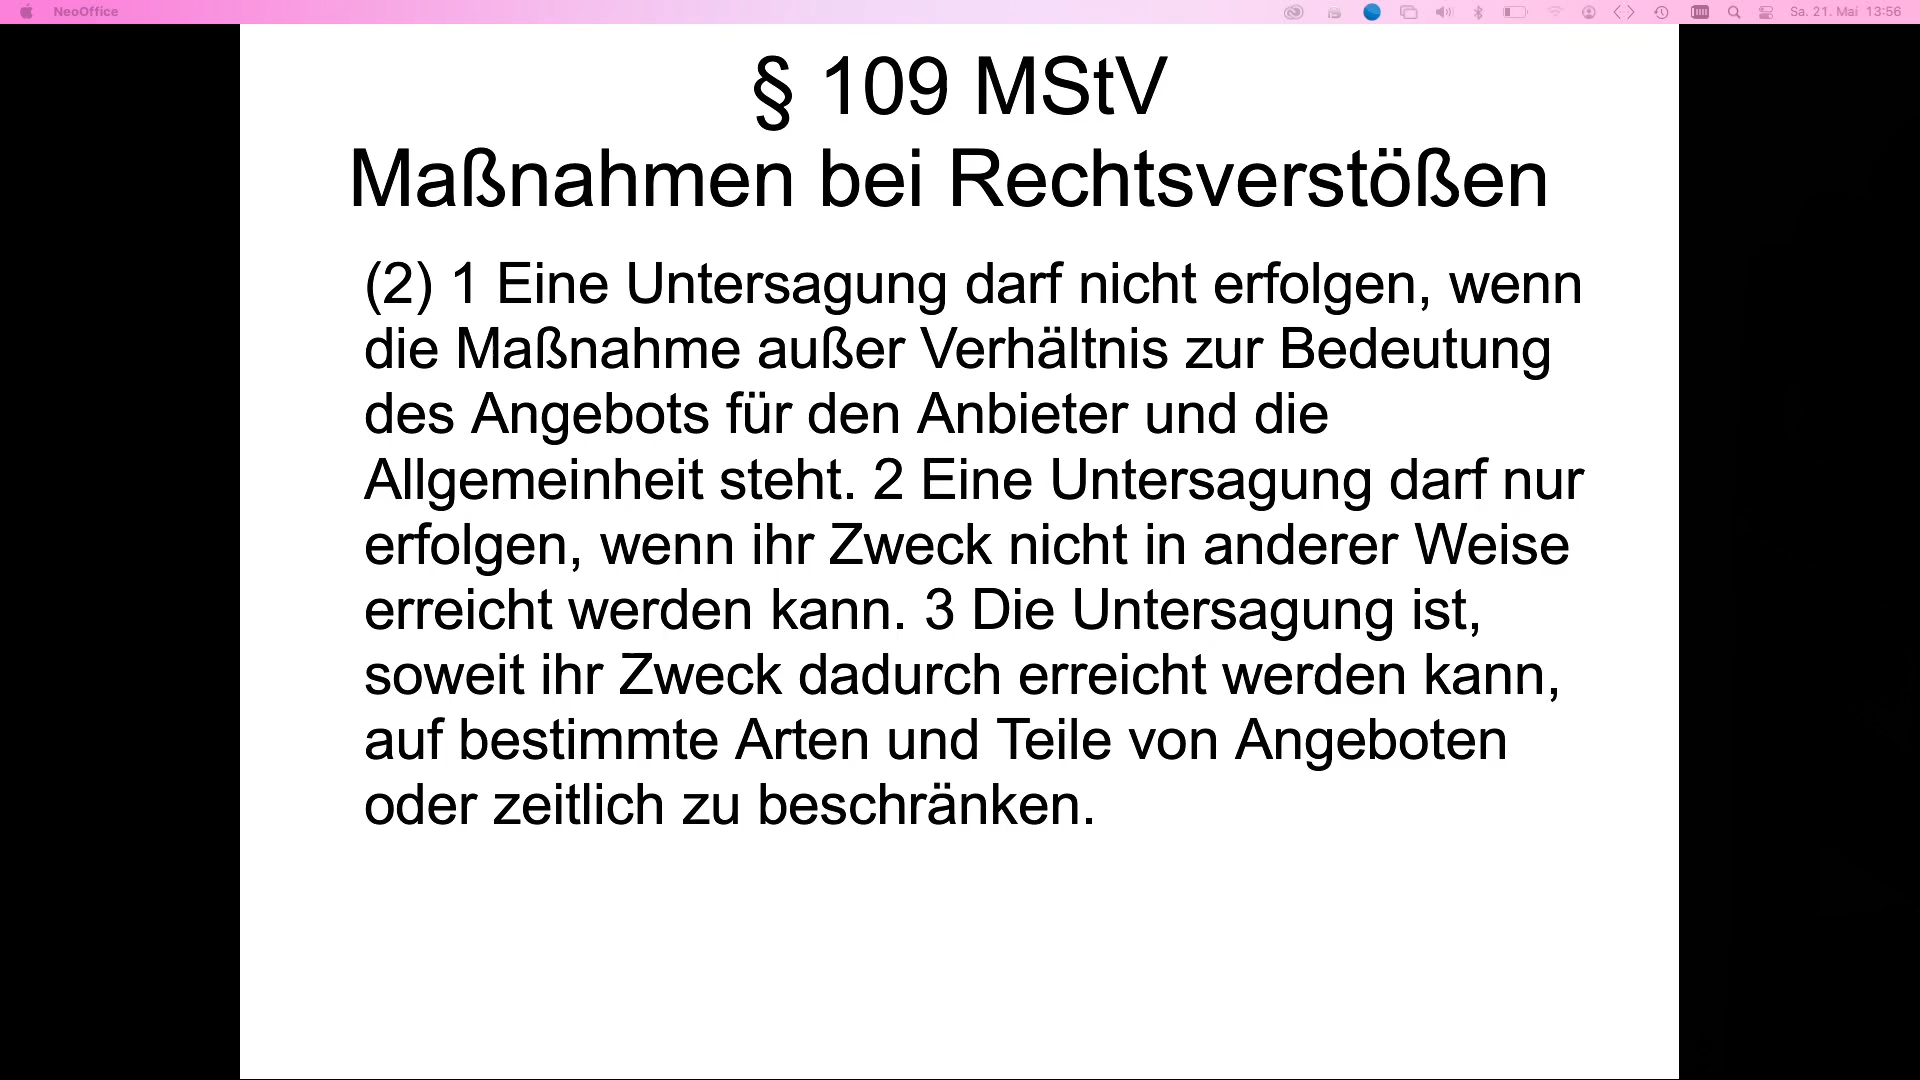 NeoOffice
Sa. 21. Mai 13:56
§ 109 MStV
Maßnahmen bei Rechtsverstößen
(2) 1 Eine Untersagung darf nicht erfolgen, wenn
die Maßnahme außer Verhältnis zur Bedeutung
des Angebots für den Anbieter und die
Allgemeinheit steht. 2 Eine Untersagung darf nur
erfolgen, wenn ihr Zweck nicht in anderer Weise
erreicht werden kann. 3 Die Untersagung ist,
soweit ihr Zweck dadurch erreicht werden kann,
auf bestimmte Arten und Teile von Angeboten
oder zeitlich zu beschränken.